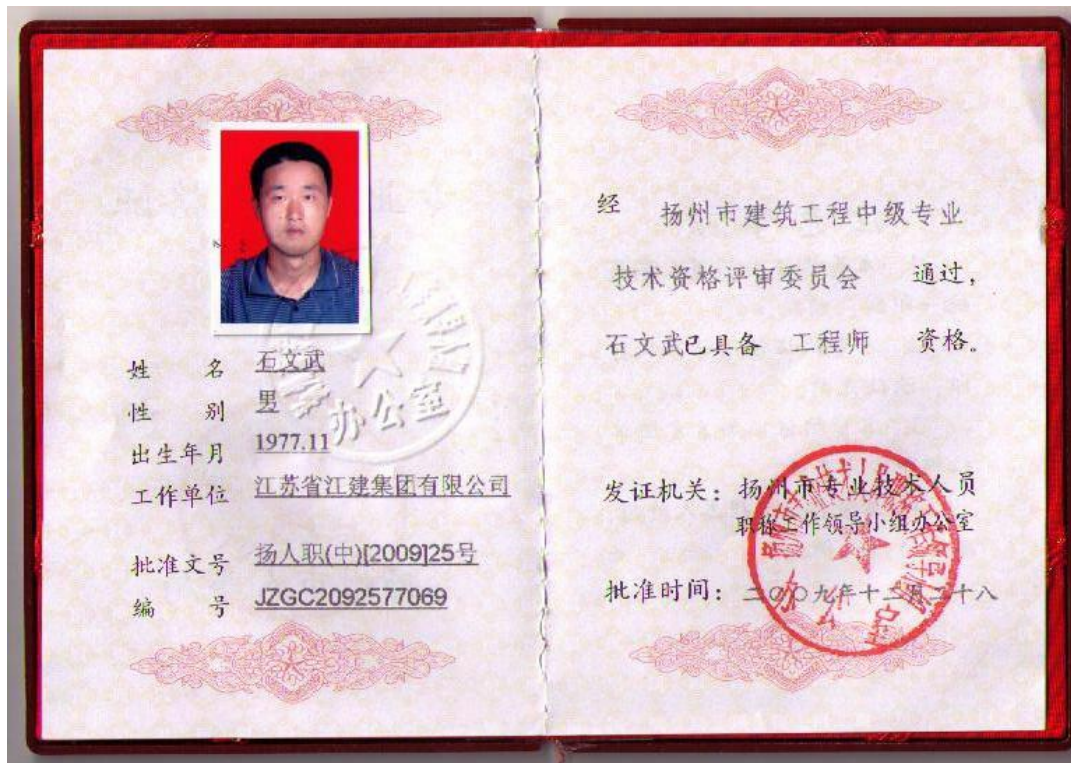 姓 名 石文武
性 别 男
出生年月 1977.11
工作单位 江苏省江建集团有限公司
批准文号 扬人职(中)[2009]25号
编 号 JZGC2092577069
办公室
经 扬州市建筑工程中级专业
技术资格评审委员会 通过,
石文武已具备 工程师 资格。
发证机关: 扬州市专业技术人员
职称工作领导小组办公室
批准时间: 二〇〇九年十二月二十八